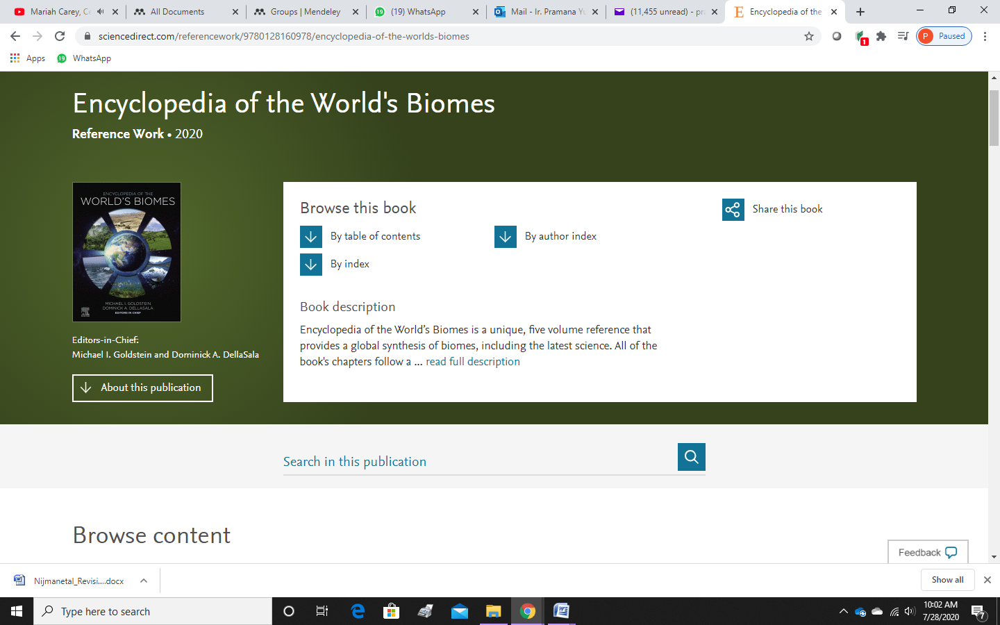 Mariah Carey, Ce
All Documents
Groups | Mendeley
(19) WhatsApp
Mail - Ir. Pramana Yu
(11,455 unread) - pra
Encyclopedia of the
sciencedirect.com/referencework/9780128160978/encyclopedia-of-the-worlds-biomes
1
P
Paused
Apps
19
WhatsApp
Encyclopedia of the World's Biomes
Reference Work • 2020
ENCYCLOPEDIA OF THE
WORLD'S BIOMES
MICHAEL I. GOLDSTEIN
DOMINICK A. DELLASALA
EDITORS IN CHIEF
ELSEVIER
Editors-in-Chief:
Michael I. Goldstein and Dominick A. DellaSala
About this publication
Browse this book
By table of contents
By author index
By index
Share this book
Book description
Encyclopedia of the World’s Biomes is a unique, five volume reference that
provides a global synthesis of biomes, including the latest science. All of the
book's chapters follow a ... read full description
Search in this publication
Browse content
Feedback
Nijmanetal_Revisi....docx
Show all
Type here to search
10:02 AM
7/28/2020
7